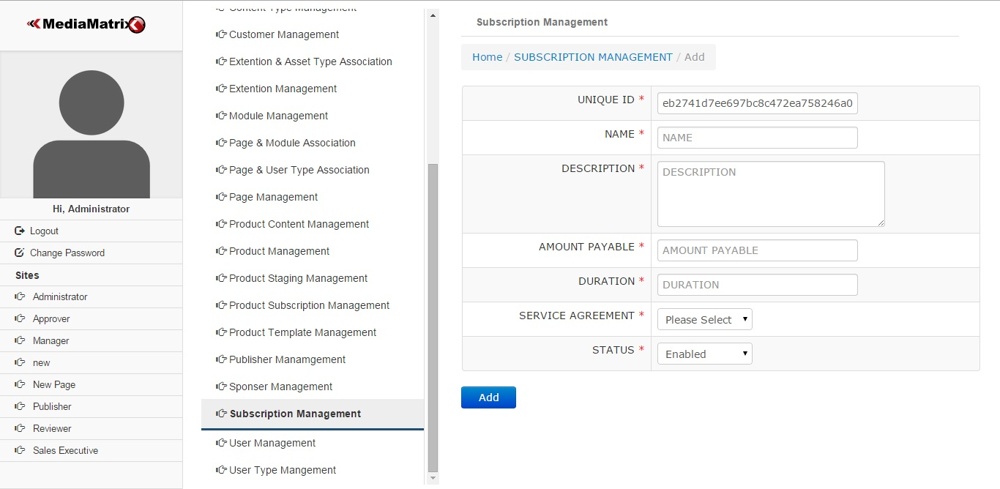 MediaMatrix
Hi, Administrator
Logout
Change Password
Sites
Administrator
Approver
Manager
new
New Page
Publisher
Reviewer
Sales Executive
Content Type Management
Customer Management
Extention & Asset Type Association
Extention Management
Module Management
Page & Module Association
Page & User Type Association
Page Management
Product Content Management
Product Management
Product Staging Management
Product Subscription Management
Product Template Management
Publisher Manamgement
Sponser Management
Subscription Management
User Management
User Type Mangement
Subscription Management
Home / SUBSCRIPTION MANAGEMENT / Add
UNIQUE ID * eb2741d7ee697bc8c472ea758246a0
NAME * NAME
DESCRIPTION * DESCRIPTION
AMOUNT PAYABLE * AMOUNT PAYABLE
DURATION * DURATION
SERVICE AGREEMENT * Please Select
STATUS * Enabled
Add